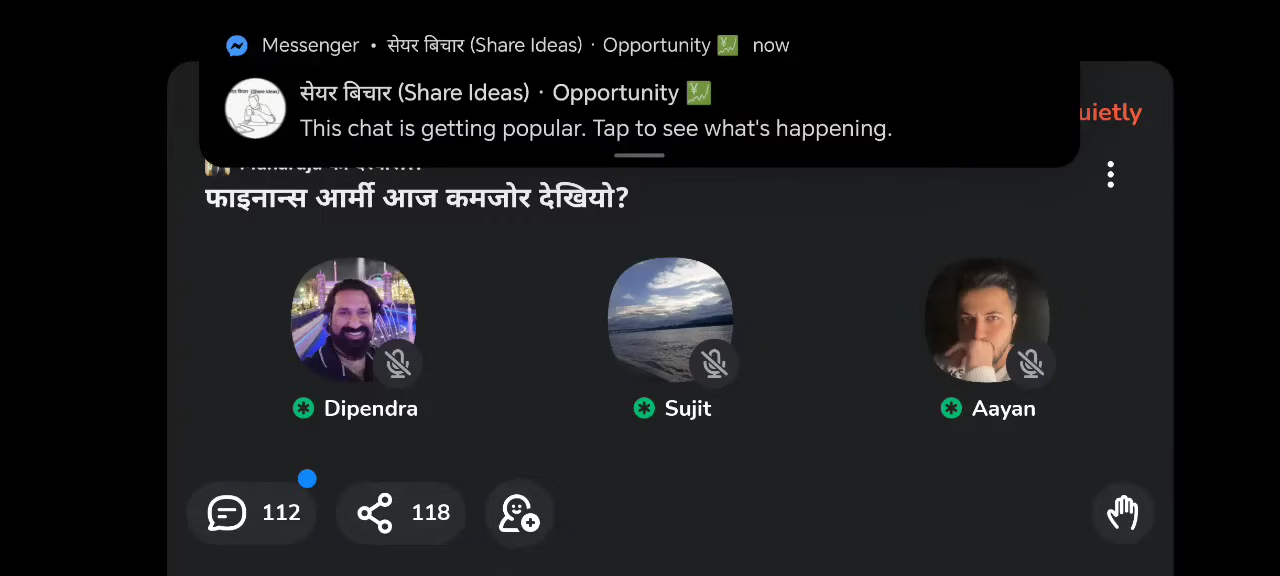 Messenger • सेयर बिचार (Share Ideas) · Opportunity 💹 now
सेयर बिचार (Share Ideas) · Opportunity 💹
This chat is getting popular. Tap to see what's happening.
uietly
फाइनान्स आर्मी आज कमजोर देखियो?
Dipendra
Sujit
Aayan
112
118